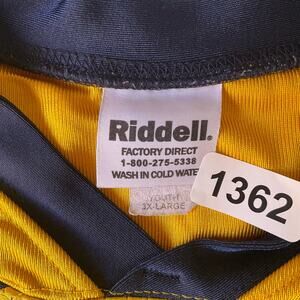 Riddell.
FACTORY DIRECT
1-800-275-5338
WASH IN COLD WATE
1362
YOUTH
3X-LARGE